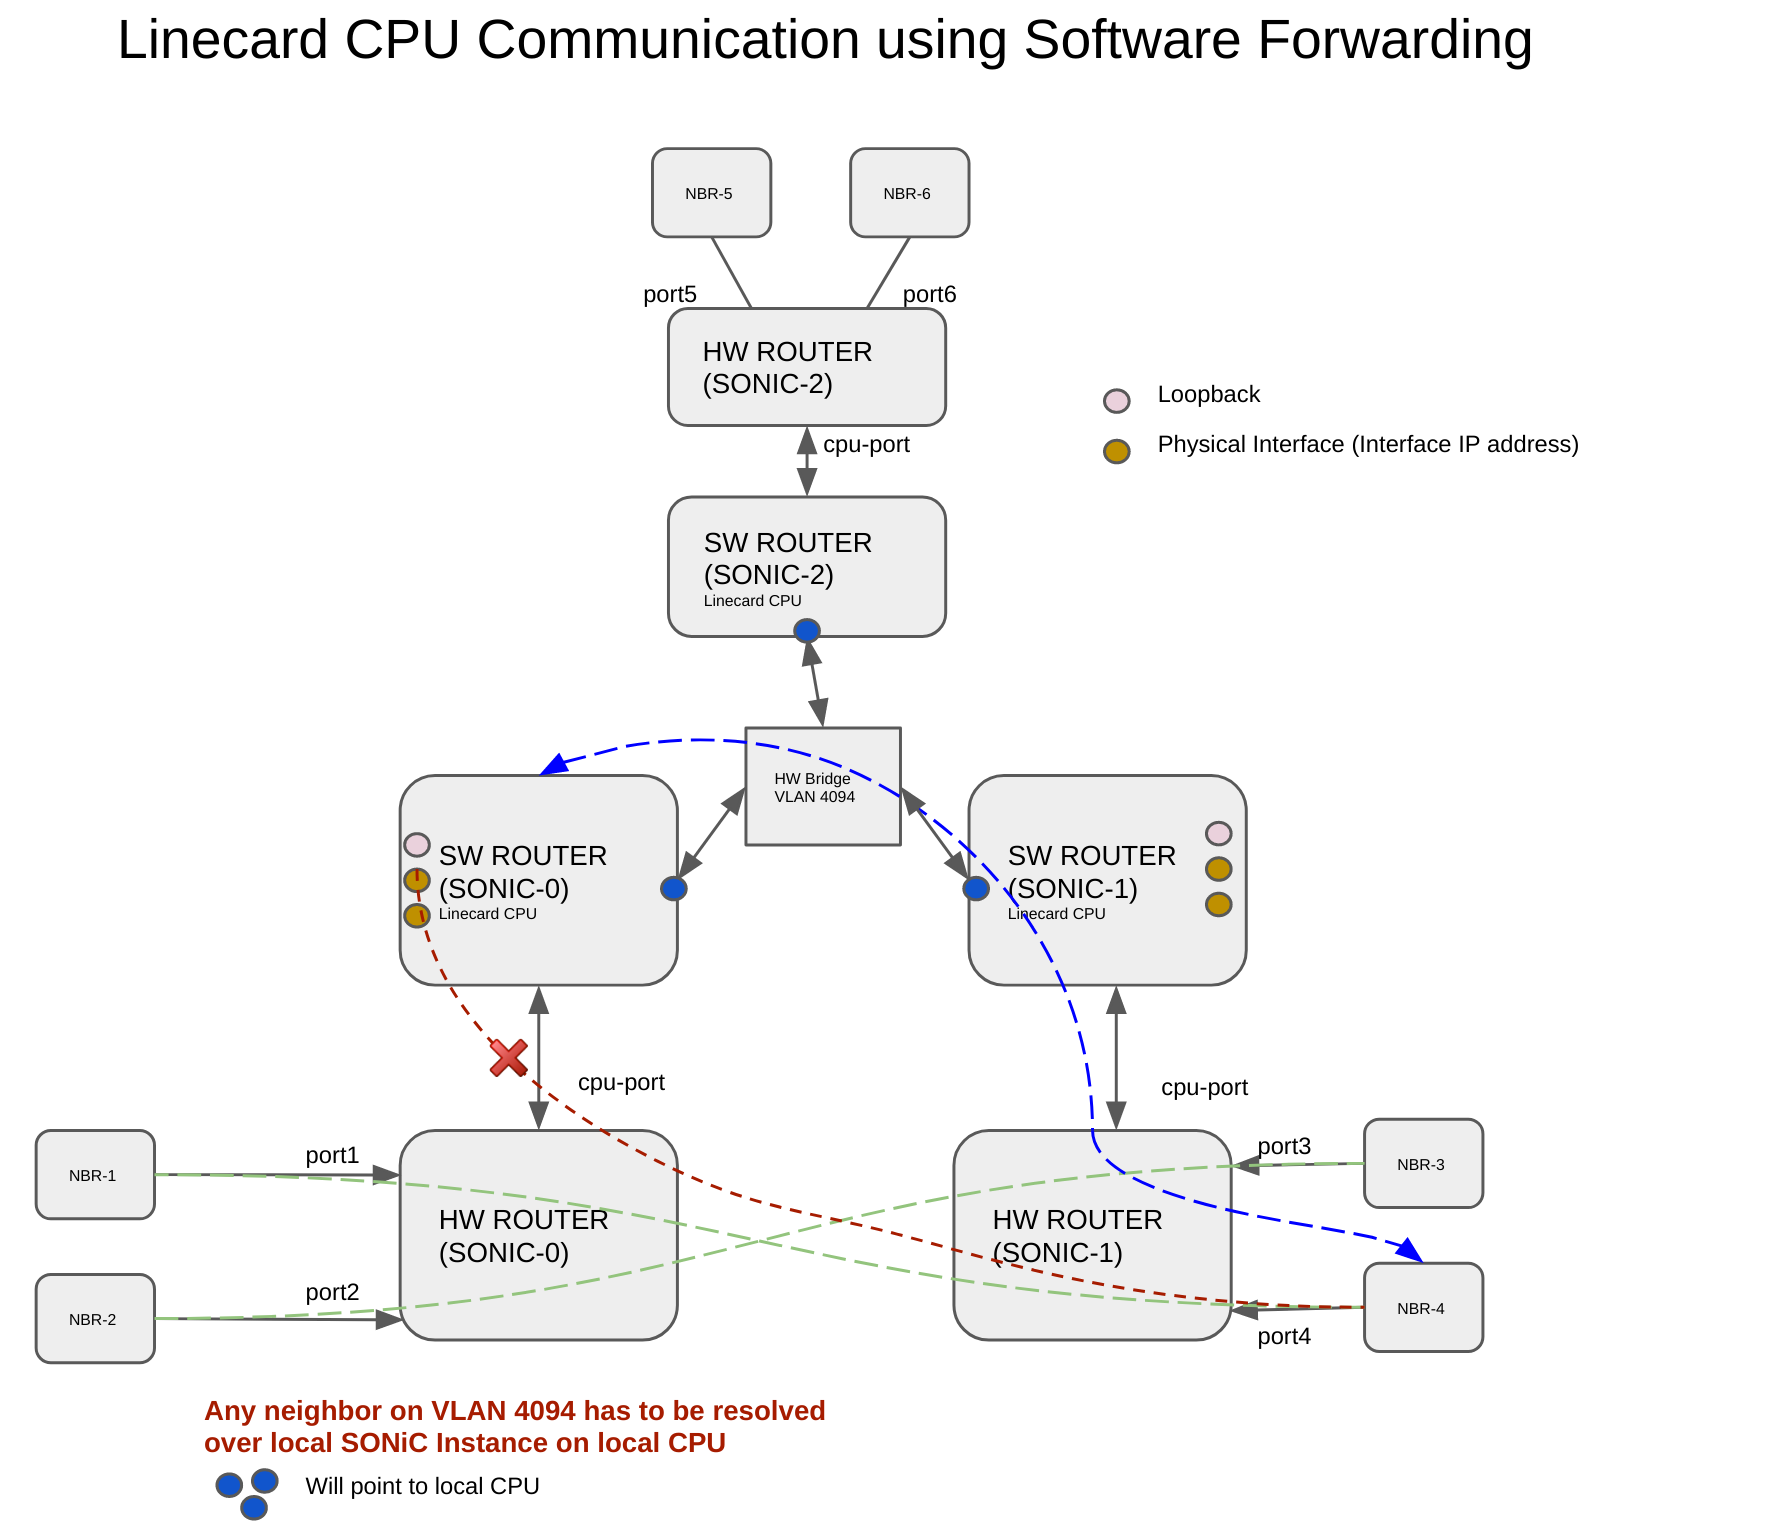 Linecard CPU Communication using Software Forwarding
NBR-5
NBR-6
port5
port6
HW ROUTER
(SONIC-2)
Loopback
cpu-port
Physical Interface (Interface IP address)
SW ROUTER
(SONIC-2)
Linecard CPU
HW Bridge
VLAN 4094
SW ROUTER
(SONIC-0)
Linecard CPU
SW ROUTER
(SONIC-1)
Linecard CPU
cpu-port
cpu-port
NBR-1
port1
HW ROUTER
(SONIC-0)
HW ROUTER
(SONIC-1)
port3
NBR-3
NBR-2
port2
port4
NBR-4
Any neighbor on VLAN 4094 has to be resolved
over local SONiC Instance on local CPU
Will point to local CPU